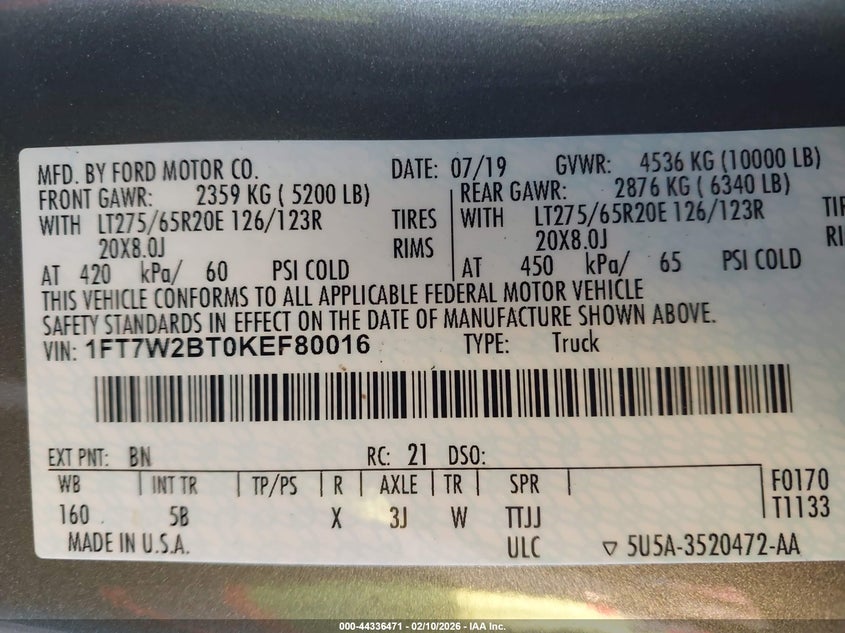 MFD. BY FORD MOTOR CO. DATE: 07/19 GVWR: 4536 KG (10000 LB)
FRONT GAWR: 2359 KG ( 5200 LB) REAR GAWR: 2876 KG ( 6340 LB)
WITH LT275/65R20E 126/123R TIRES WITH LT275/65R20E 126/123R
20X8.0J RIMS 20X8.0J
AT 420 kPa/ 60 PSI COLD AT 450 kPa/ 65 PSI COLD
THIS VEHICLE CONFORMS TO ALL APPLICABLE FEDERAL MOTOR VEHICLE
SAFETY STANDARDS IN EFFECT ON THE DATE OF MANUFACTURE SHOWN ABOVE.
VIN: 1FT7W2BT0KEF80016 TYPE: Truck
EXT PNT: BN RC: 21 DSO:
WB INT TR TP/PS R AXLE TR SPR F0170
160 5B X 3J W TTJJ T1133
MADE IN U.S.A. ULC ▽ 5U5A-3520472-AA
000-44336471 — 02/10/2026 — IAA Inc.